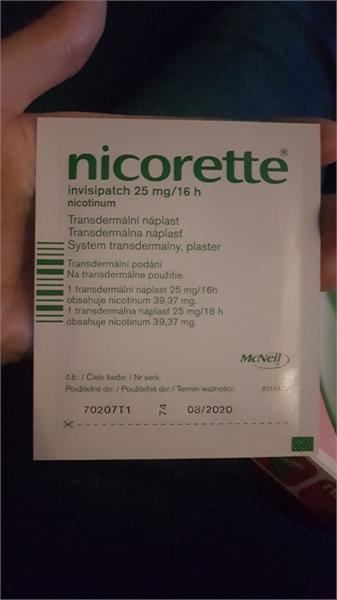 nicorette®
invisipatch 25 mg/16 h
nicotinum
Transdermální náplast
Transdermálna náplasť
System transdermalny, plaster
Transdermální podání
Na transdermálne použitie.
1 transdermální náplast 25 mg/16h
obsahuje nicotinum 39,37 mg.
1 transdermálna náplasť 25 mg/16 h
obsahuje nicotinum 39,37 mg.
McNeil
č.š.: / Číslo šarže: / Nr serii:
Použitelné do: / Použiteľné do: / Termin ważności:
70207T1 74 08/2020